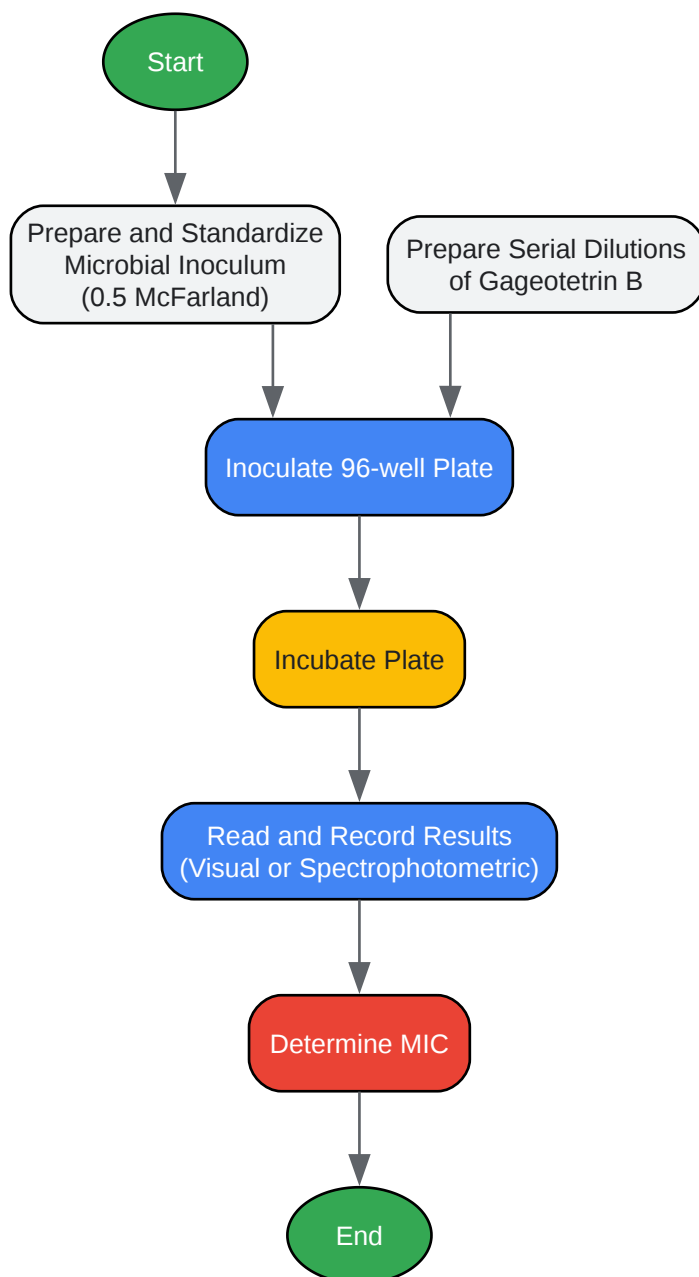 Start
Prepare and Standardize
Microbial Inoculum
(0.5 McFarland)
Prepare Serial Dilutions
of Gageotetrin B
Inoculate 96-well Plate
Incubate Plate
Read and Record Results
(Visual or Spectrophotometric)
Determine MIC
End